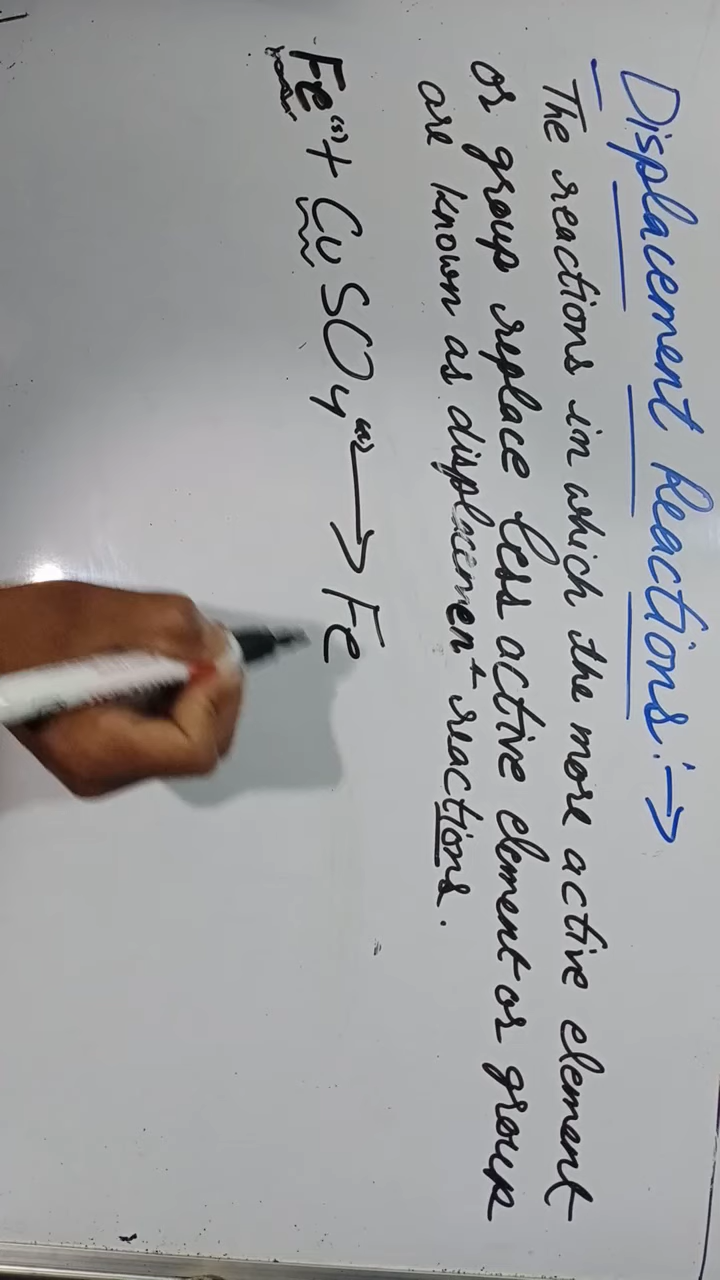 Displacement Reactions:→
The reactions in which the more active element
or group replace less active element or group
are known as displacement reactions.
Fe(s) + CuSO4 ⟶ Fe